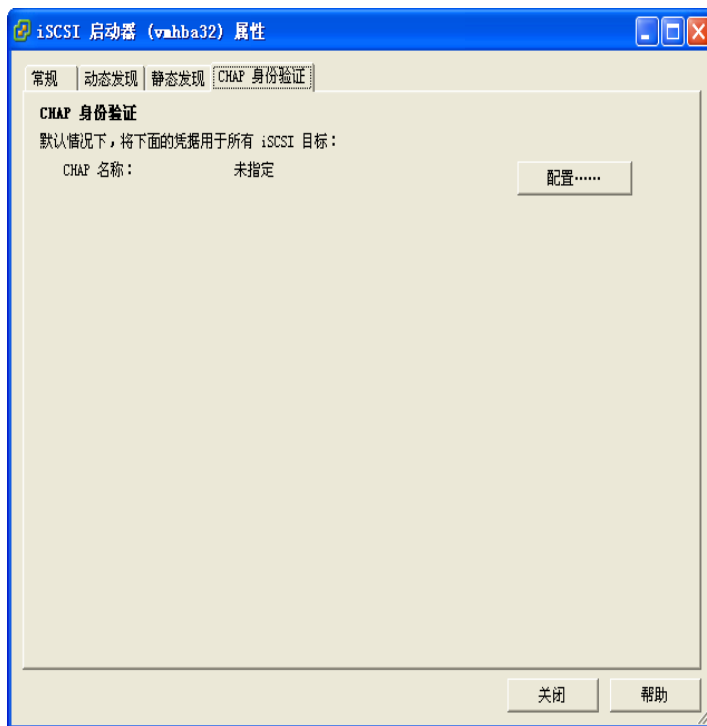 iSCSI 启动器 (vmhba32) 属性
常规 动态发现 静态发现 CHAP 身份验证
CHAP 身份验证
默认情况下，将下面的凭据用于所有 iSCSI 目标：
CHAP 名称： 未指定 配置……
关闭 帮助